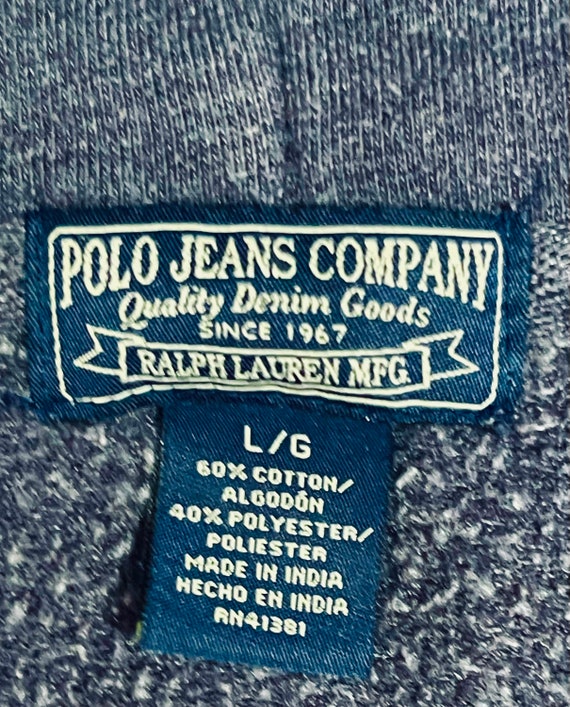 POLO JEANS COMPANY
Quality Denim Goods
SINCE 1967
RALPH LAUREN MFG.
L/G
60% COTTON/
ALGODÓN
40% POLYESTER/
POLIESTER
MADE IN INDIA
HECHO EN INDIA
RN41381